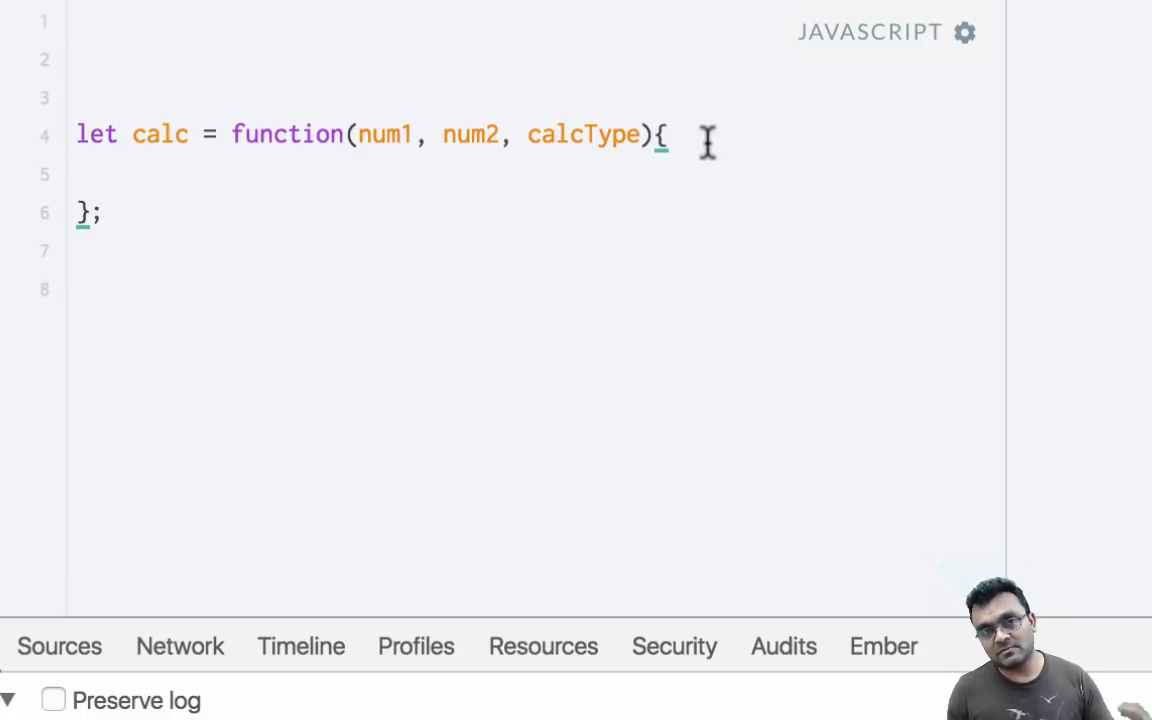 1
JAVASCRIPT
2
3
4 let calc = function(num1, num2, calcType){
5
6 };
7
8
Sources Network Timeline Profiles Resources Security Audits Ember
Preserve log